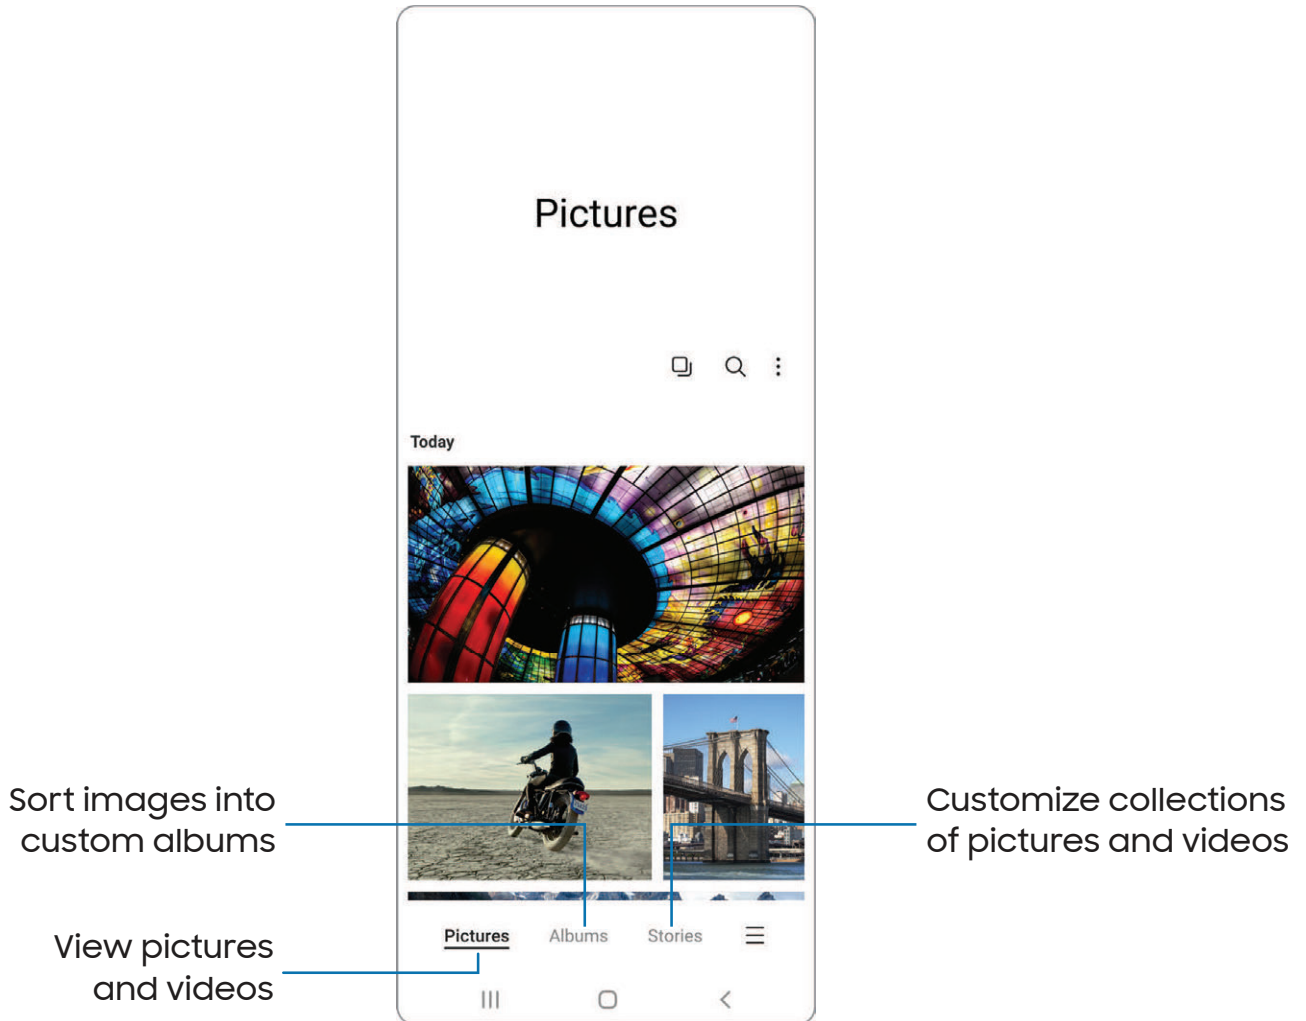 Pictures
Today
Sort images into
custom albums
Customize collections
of pictures and videos
View pictures
and videos
Pictures Albums Stories